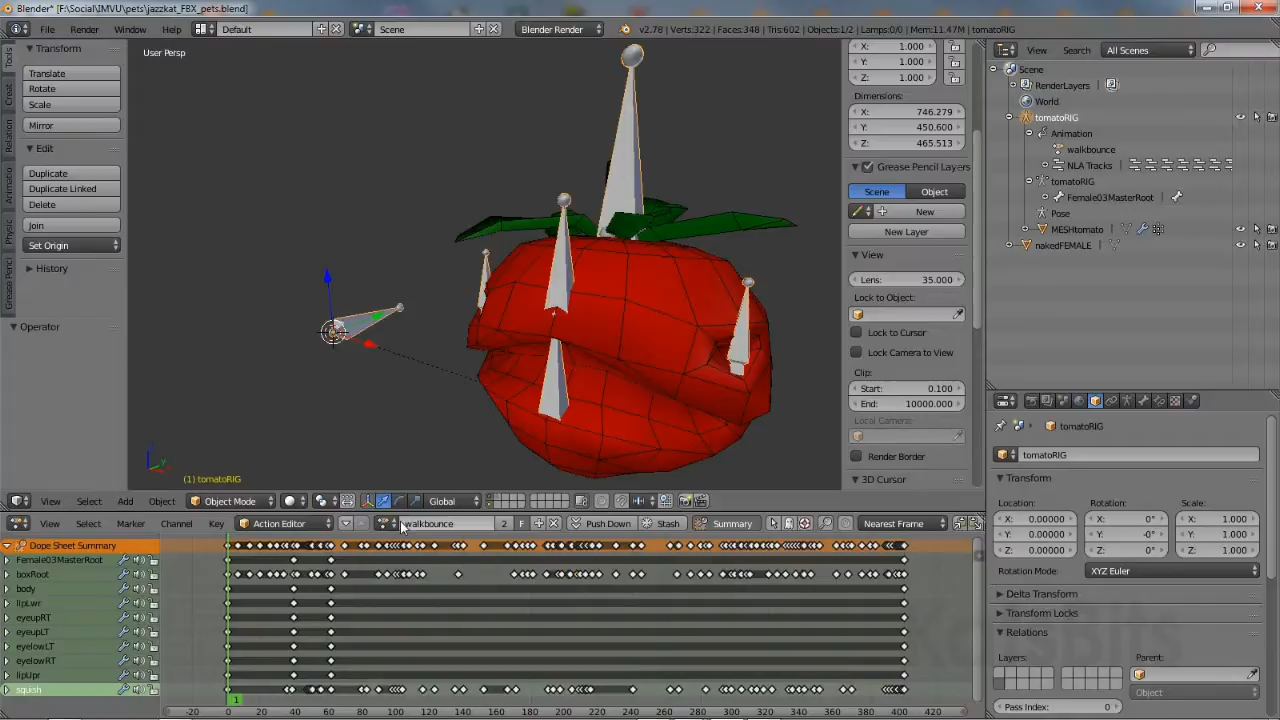 Blender* [F:\Social\IMVU\pets\jazzkat_FBX_pets.blend]
File Render Window Help Default Scene Blender Render v2.78 | Verts:322 | Faces:348 | Tris:602 | Objects:1/2 | Lamps:0/0 | Mem:11.47M | tomatoRIG
Tools
Creat
Relation
Animatio
Physic
Grease Penci
Transform
Translate
Rotate
Scale
Mirror
Edit
Duplicate
Duplicate Linked
Delete
Join
Set Origin
History
Operator
User Persp
(1) tomatoRIG
X: 1.000
Y: 1.000
Z: 1.000
Dimensions:
X: 746.279
Y: 450.600
Z: 465.513
Grease Pencil Layers
Scene Object
New
New Layer
View
Lens: 35.000
Lock to Object:
Lock to Cursor
Lock Camera to View
Clip:
Start: 0.100
End: 10000.000
Local Camera:
Render Border
3D Cursor
View Search All Scenes
Scene
RenderLayers
World
tomatoRIG
Animation
walkbounce
NLA Tracks
tomatoRIG
Female03MasterRoot
Pose
MESHtomato
nakedFEMALE
tomatoRIG
tomatoRIG
Transform
Location: Rotation: Scale:
X: 0.00000 X: 0° X: 1.000
Y: 0.00000 Y: -0° Y: 1.000
Z: 0.00000 Z: 0° Z: 1.000
Rotation Mode: XYZ Euler
Delta Transform
Transform Locks
Relations
Layers: Parent:
Object
Pass Index: 0
View Select Add Object Object Mode Global
View Select Marker Channel Key Action Editor walkbounce 2 F Push Down Stash Summary Nearest Frame
Dope Sheet Summary
Female03MasterRoot
boxRoot
body
lipLwr
eyeupRT
eyeupLT
eyelowLT
eyelowRT
lipUpr
squish
1
-20 0 20 40 60 80 100 120 140 160 180 200 220 240 260 280 300 320 340 360 380 400 420